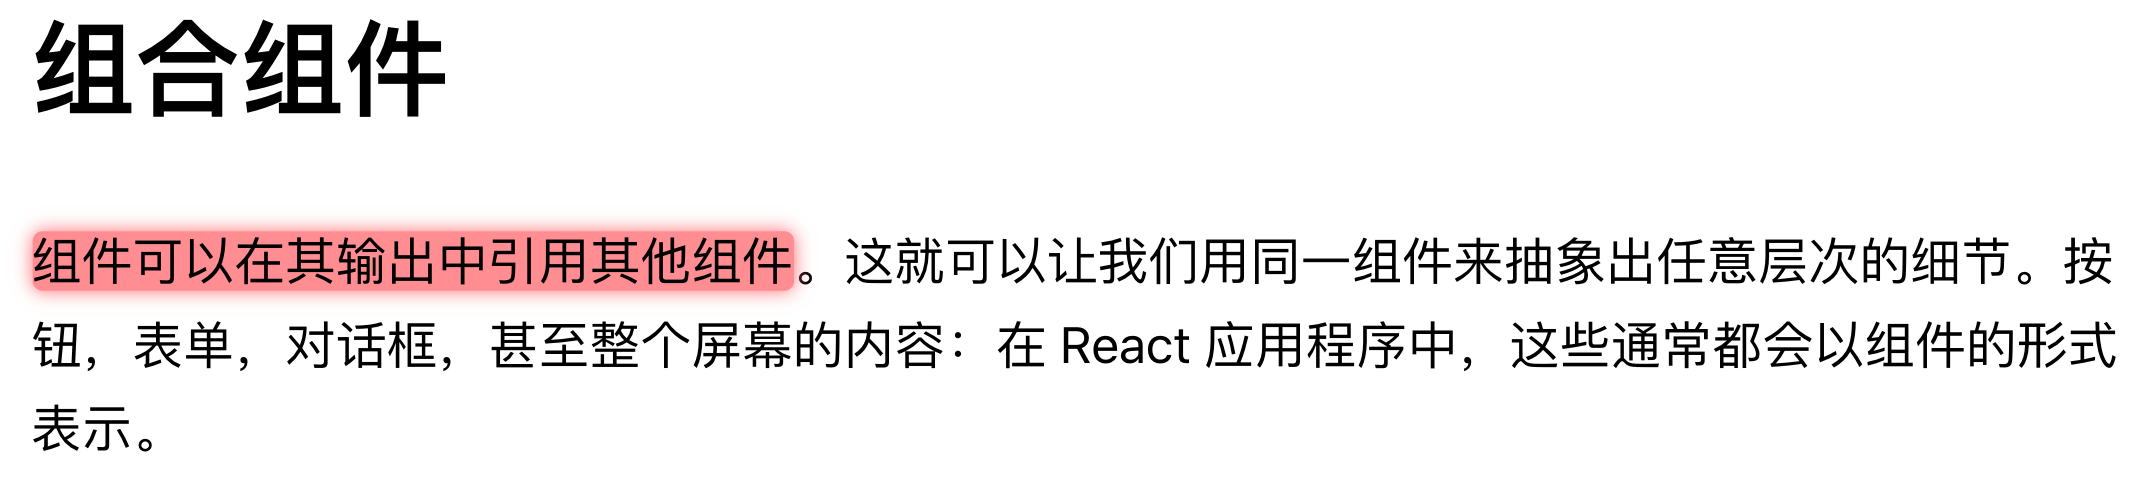 组合组件
组件可以在其输出中引用其他组件。这就可以让我们用同一组件来抽象出任意层次的细节。按
钮，表单，对话框，甚至整个屏幕的内容：在 React 应用程序中，这些通常都会以组件的形式
表示。